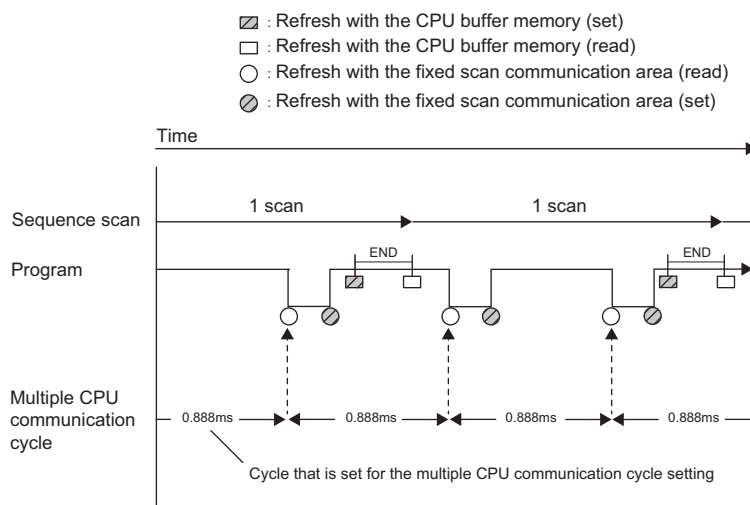 : Refresh with the CPU buffer memory (set)
: Refresh with the CPU buffer memory (read)
: Refresh with the fixed scan communication area (read)
: Refresh with the fixed scan communication area (set)
Time
Sequence scan
1 scan
1 scan
Program
END
END
Multiple CPU
communication
cycle
0.888ms
0.888ms
0.888ms
0.888ms
Cycle that is set for the multiple CPU communication cycle setting